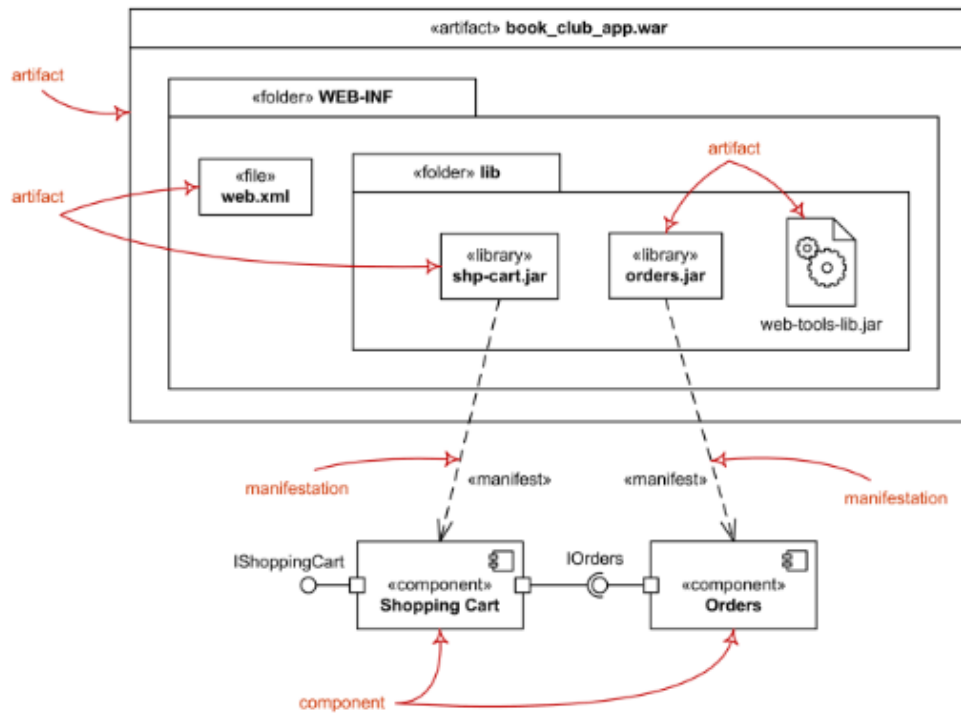 «artifact» book_club_app.war
artifact
«folder» WEB-INF
artifact
«folder» lib
«file»
web.xml
artifact
«library»
shp-cart.jar
«library»
orders.jar
web-tools-lib.jar
manifestation
«manifest»
«manifest»
manifestation
IShoppingCart
IOrders
«component»
Shopping Cart
«component»
Orders
component